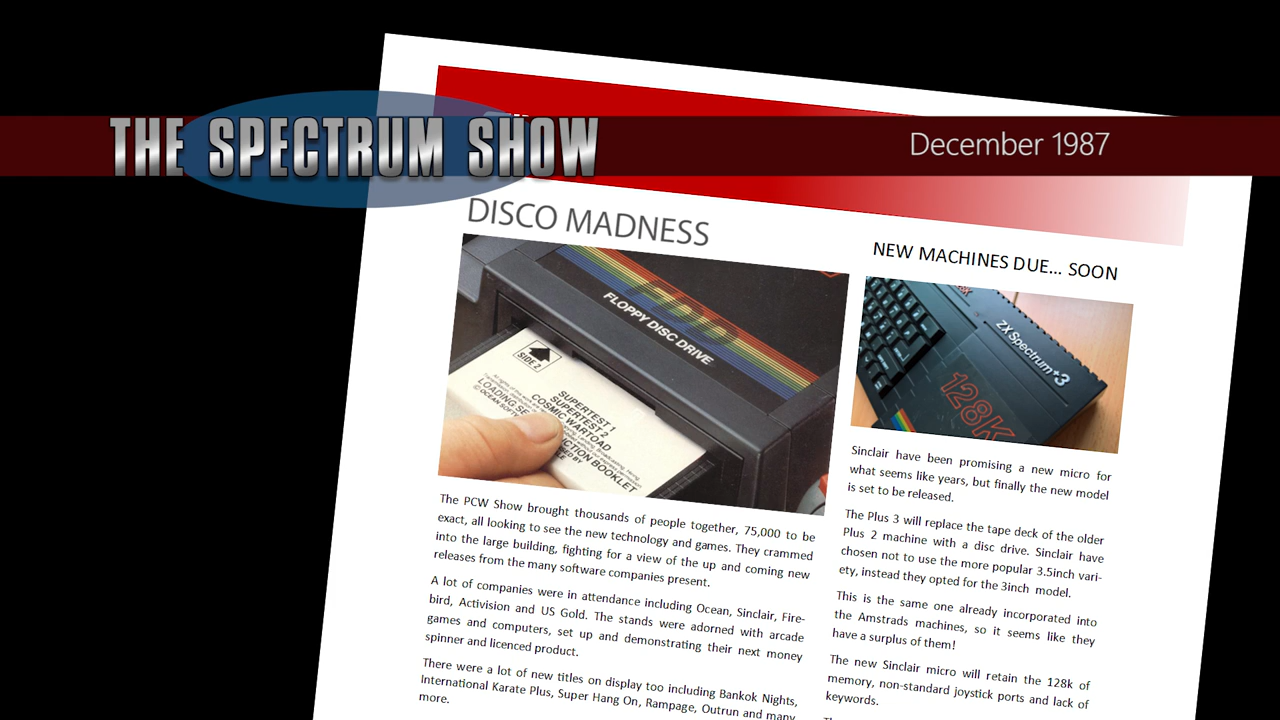 THE SPECTRUM SHOW
December 1987
DISCO MADNESS
FLOPPY DISC DRIVE
SIDE 2
SUPERTEST 1
SUPERTEST 2
COSMIC WARTOAD
LOADING
BOOKLET
The PCW Show brought thousands of people together, 75,000 to be
exact, all looking to see the new technology and games. They crammed
into the large building, fighting for a view of the up and coming new
releases from the many software companies present.
A lot of companies were in attendance including Ocean, Sinclair, Fire-
bird, Activision and US Gold. The stands were adorned with arcade
games and computers, set up and demonstrating their next money
spinner and licenced product.
There were a lot of new titles on display too including Bankok Nights,
International Karate Plus, Super Hang On, Rampage, Outrun and many
more.
NEW MACHINES DUE... SOON
ZX Spectrum +3
128K
Sinclair have been promising a new micro for
what seems like years, but finally the new model
is set to be released.
The Plus 3 will replace the tape deck of the older
Plus 2 machine with a disc drive. Sinclair have
chosen not to use the more popular 3.5inch vari-
ety, instead they opted for the 3inch model.
This is the same one already incorporated into
the Amstrads machines, so it seems like they
have a surplus of them!
The new Sinclair micro will retain the 128k of
memory, non-standard joystick ports and lack of
keywords.